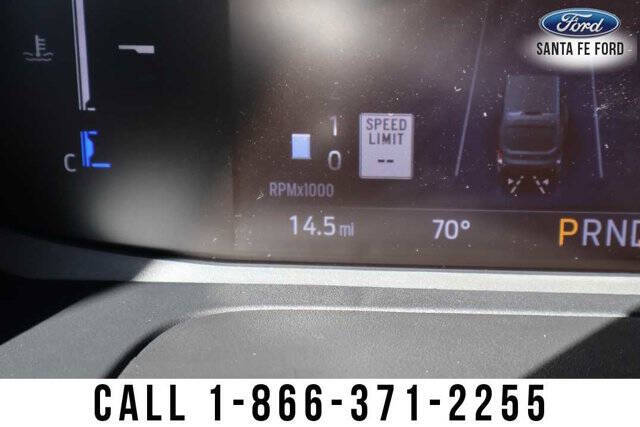 Ford
SANTA FE FORD
1
0
RPMx1000
SPEED
LIMIT
--
C
14.5 mi
70°
PRND
CALL 1-866-371-2255